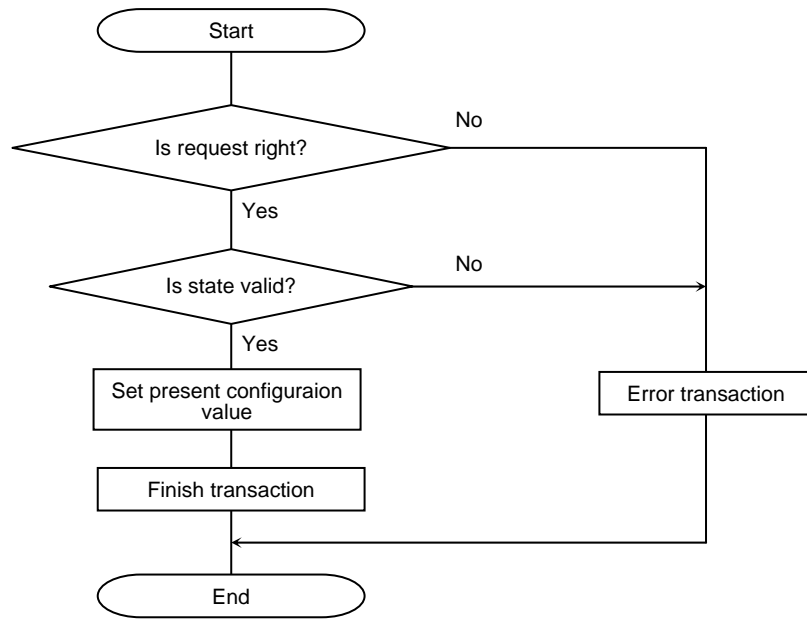 Start
Is request right?
No
Yes
Is state valid?
No
Yes
Set present configuraion
value
Error transaction
Finish transaction
End